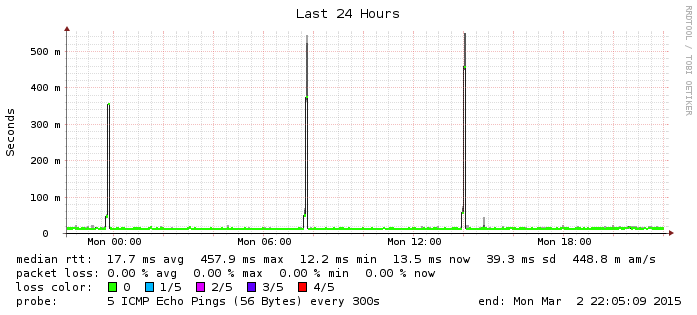 Last 24 Hours
RRDTOOL / TOBI OETIKER
Seconds
500 m
400 m
300 m
200 m
100 m
0
Mon 00:00 Mon 06:00 Mon 12:00 Mon 18:00
median rtt: 17.7 ms avg 457.9 ms max 12.2 ms min 13.5 ms now 39.3 ms sd 448.8 m am/s
packet loss: 0.00 % avg 0.00 % max 0.00 % min 0.00 % now
loss color: 0 1/5 2/5 3/5 4/5
probe: 5 ICMP Echo Pings (56 Bytes) every 300s end: Mon Mar 2 22:05:09 2015